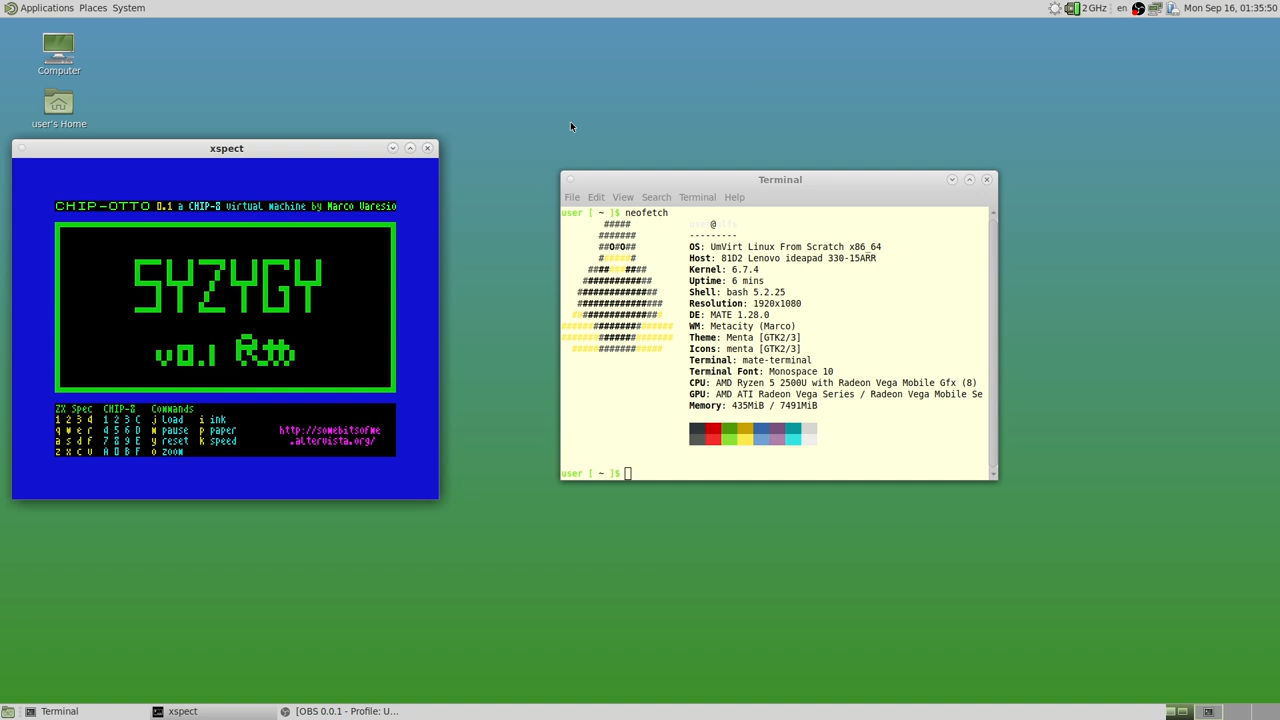 Applications Places System
2 GHz en Mon Sep 16, 01:35:50
Computer
user's Home
xspect
CHIP-OTTO 0.1 a CHIP-8 virtual machine by Marco Varesio
SYZYGY
v0.1
ZX Spec CHIP-8 Commands
1 2 3 4 1 2 3 C j load i ink
q w e r 4 5 6 D w pause p paper
a s d f 7 8 9 E y reset k speed
z x c v A 0 B F o zoom
http://somebitsofme
.altervista.org/
Terminal
File Edit View Search Terminal Help
user [ ~ ]$ neofetch
#####
#######
##O#O##
#######
###########
#############
###############
################
#################
#####################
#####################
#################
@
---------
OS: UmVirt Linux From Scratch x86_64
Host: 81D2 Lenovo ideapad 330-15ARR
Kernel: 6.7.4
Uptime: 6 mins
Shell: bash 5.2.25
Resolution: 1920x1080
DE: MATE 1.28.0
WM: Metacity (Marco)
Theme: Menta [GTK2/3]
Icons: menta [GTK2/3]
Terminal: mate-terminal
Terminal Font: Monospace 10
CPU: AMD Ryzen 5 2500U with Radeon Vega Mobile Gfx (8)
GPU: AMD ATI Radeon Vega Series / Radeon Vega Mobile Se
Memory: 435MiB / 7491MiB
user [ ~ ]$
Terminal
xspect
[OBS 0.0.1 - Profile: U...